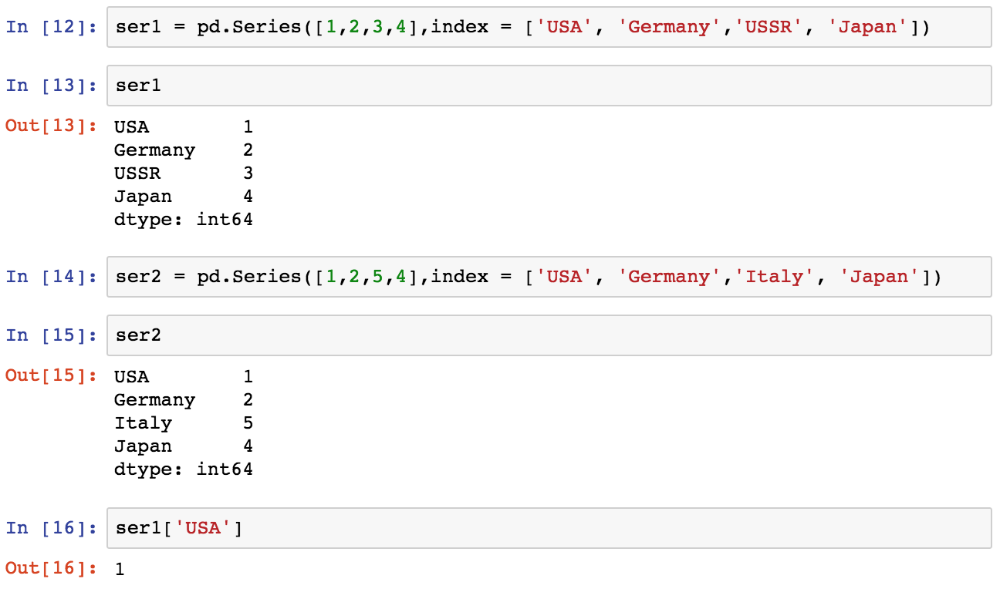 In [12]: ser1 = pd.Series([1,2,3,4],index = ['USA', 'Germany','USSR', 'Japan'])
In [13]: ser1
Out[13]: USA        1
Germany    2
USSR       3
Japan      4
dtype: int64
In [14]: ser2 = pd.Series([1,2,5,4],index = ['USA', 'Germany','Italy', 'Japan'])
In [15]: ser2
Out[15]: USA        1
Germany    2
Italy      5
Japan      4
dtype: int64
In [16]: ser1['USA']
Out[16]: 1